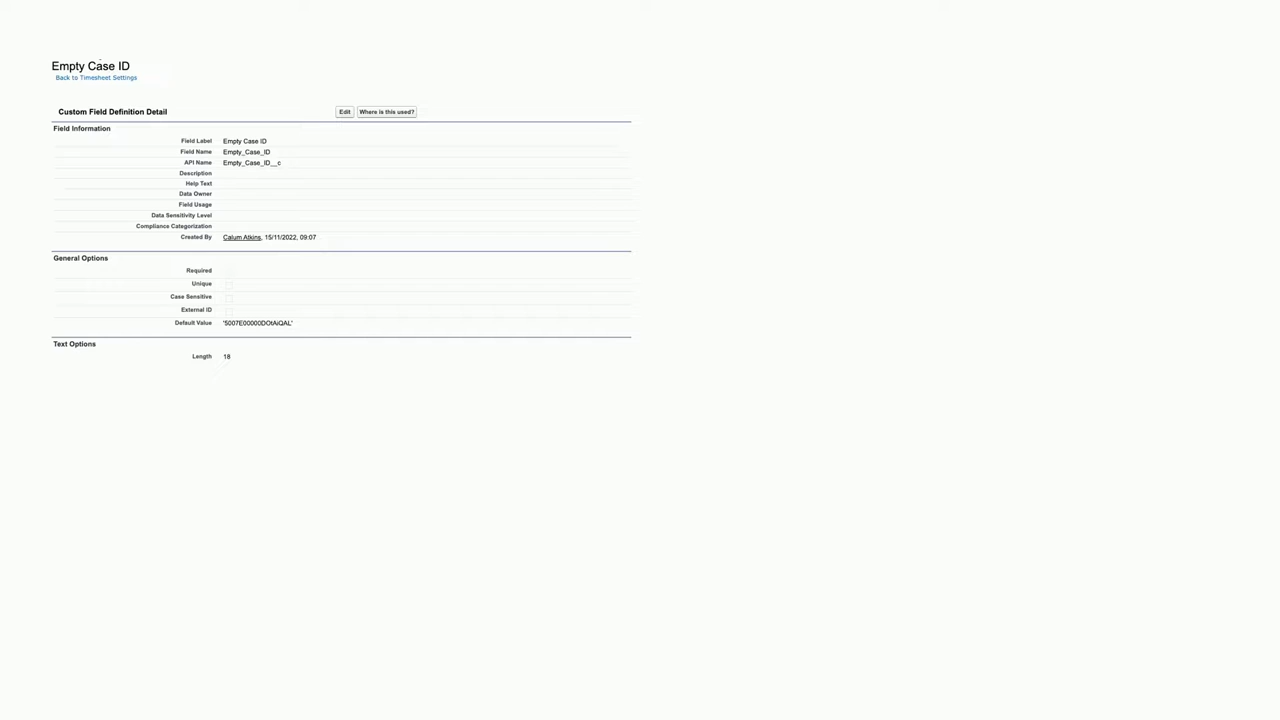 Empty Case ID
Back to Timesheet Settings
Custom Field Definition Detail Edit Where is this used?
Field Information
Field Label Empty Case ID
Field Name Empty_Case_ID
API Name Empty_Case_ID__c
Description
Help Text
Data Owner
Field Usage
Data Sensitivity Level
Compliance Categorization
Created By Calum Atkins, 15/11/2022, 09:07
General Options
Required
Unique
Case Sensitive
External ID
Default Value '5007E00000DOtAiQAL'
Text Options
Length 18